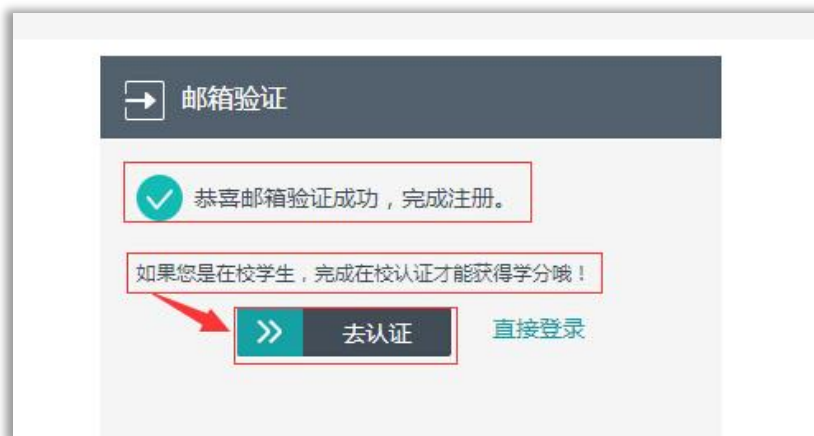 邮箱验证
恭喜邮箱验证成功，完成注册。
如果您是在校学生，完成在校认证才能获得学分哦！
去认证 直接登录